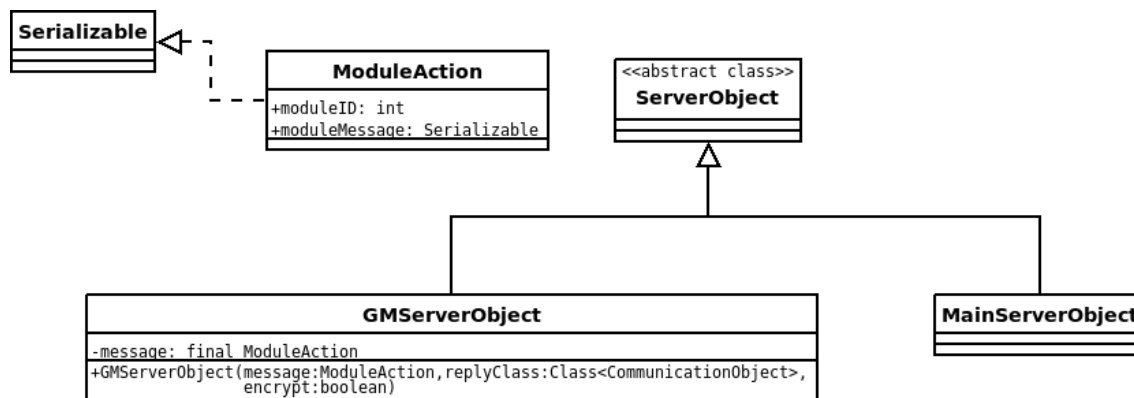 Serializable
ModuleAction
+moduleID: int
+moduleMessage: Serializable
<<abstract class>>
ServerObject
GMServerObject
-message: final ModuleAction
+GMServerObject(message:ModuleAction,replyClass:Class<CommunicationObject>,
encrypt:boolean)
MainServerObject